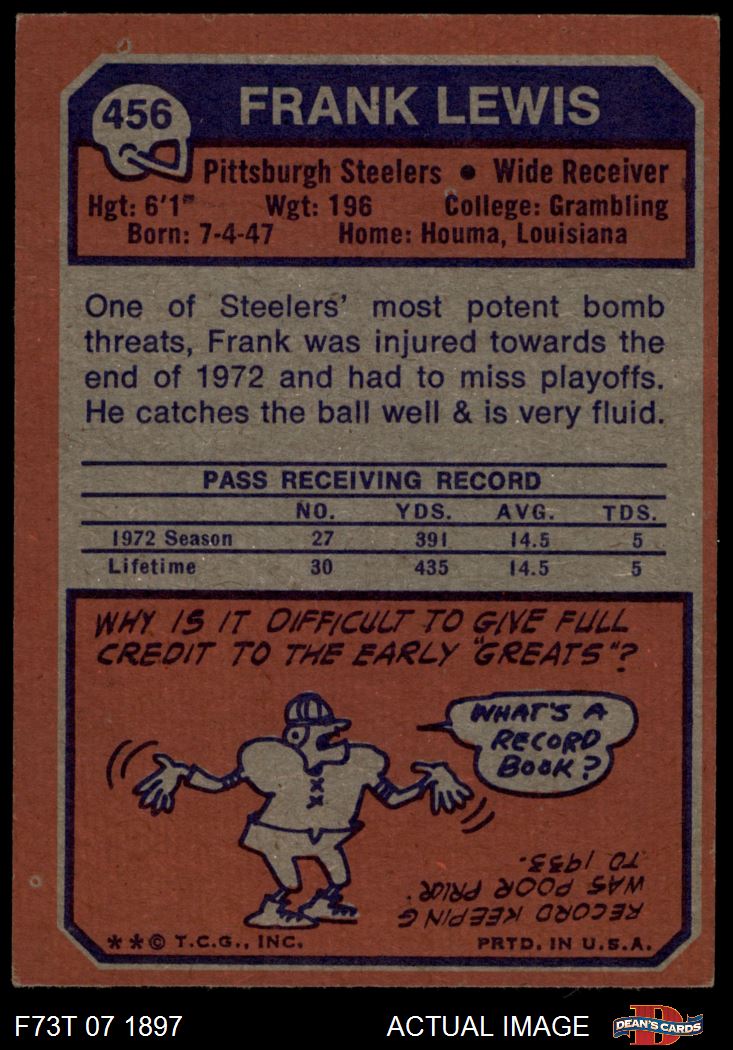 456
FRANK LEWIS
Pittsburgh Steelers • Wide Receiver
Hgt: 6'1" Wgt: 196 College: Grambling
Born: 7-4-47 Home: Houma, Louisiana
One of Steelers' most potent bomb
threats, Frank was injured towards the
end of 1972 and had to miss playoffs.
He catches the ball well & is very fluid.
PASS RECEIVING RECORD
NO. YDS. AVG. TDS.
1972 Season 27 391 14.5 5
Lifetime 30 435 14.5 5
WHY IS IT DIFFICULT TO GIVE FULL
CREDIT TO THE EARLY "GREATS"?
WHAT'S A
RECORD
BOOK?
RECORD KEEPING
WAS POOR PRIOR
TO 1933.
**© T.C.G., INC. PRTD. IN U.S.A.
F73T 07 1897 ACTUAL IMAGE
D
DEAN'S CARDS